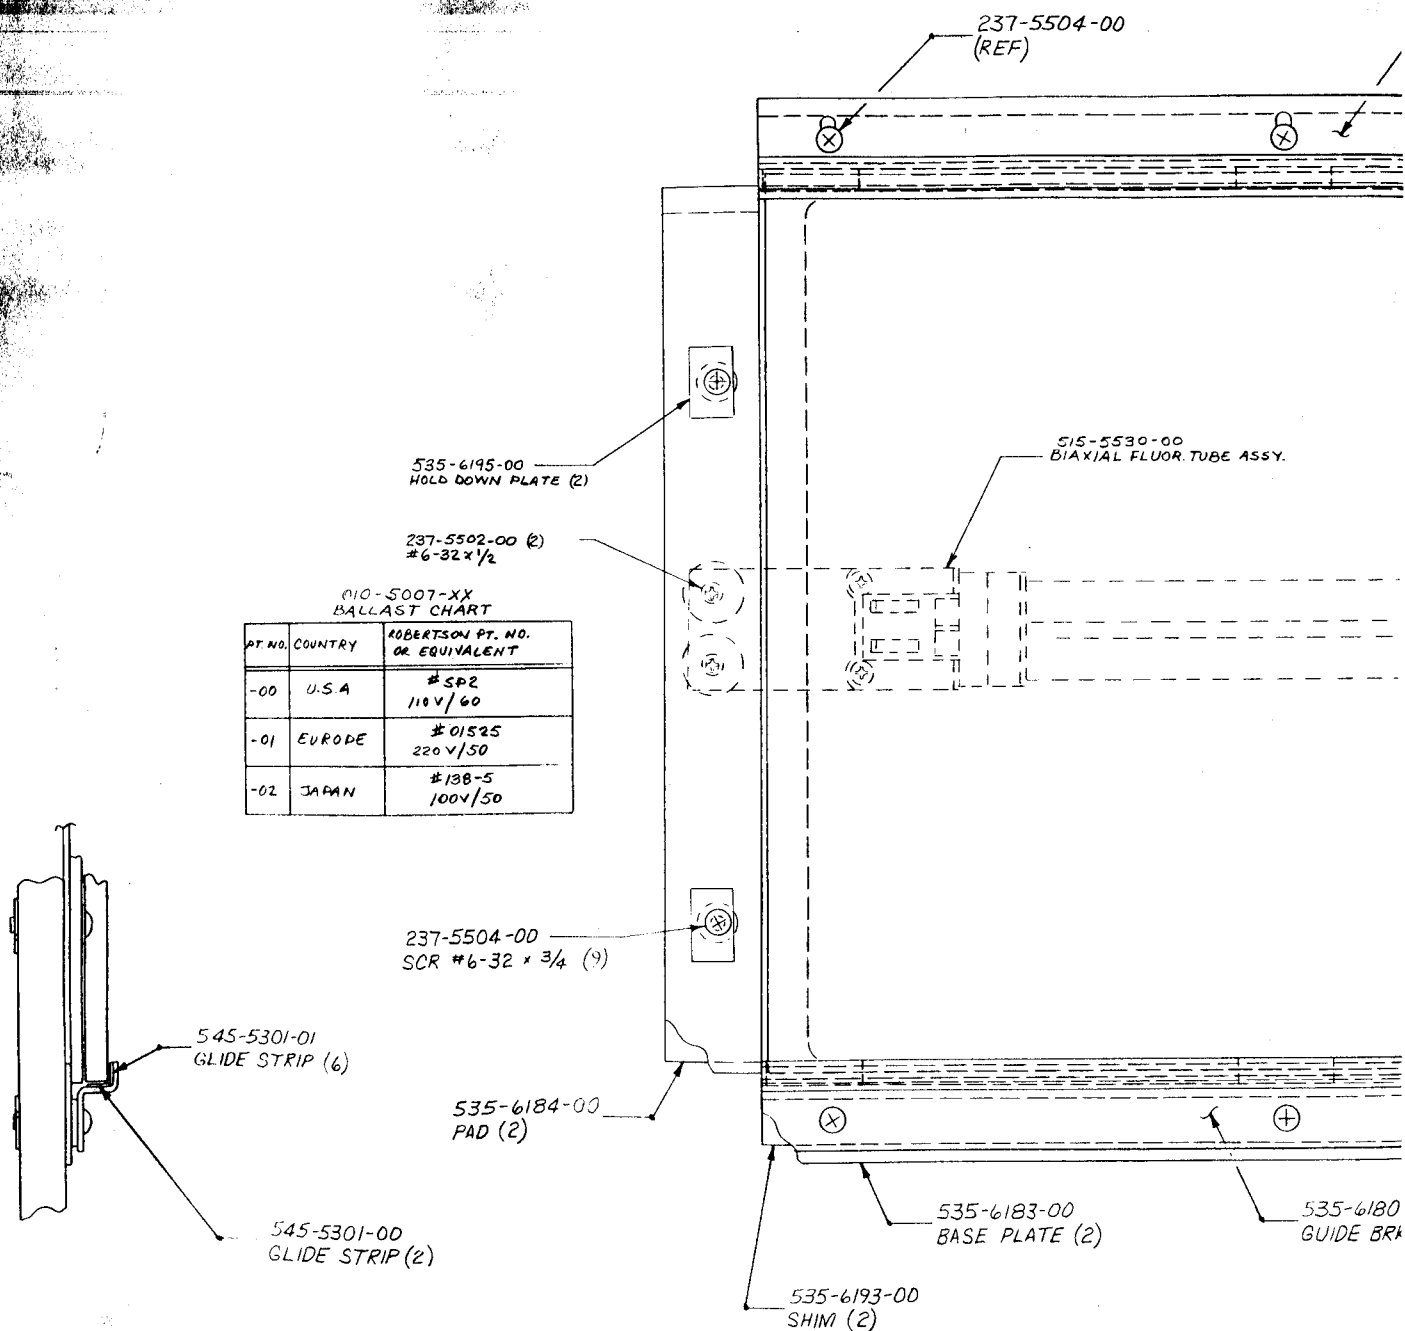 237-5504-00
(REF)
535-6195-00
HOLD DOWN PLATE (2)
515-5530-00
BIAXIAL FLUOR. TUBE ASSY.
237-5502-00 (2)
#6-32 x 1/2
010-5007-XX
BALLAST CHART
PT. NO. COUNTRY ROBERTSON PT. NO.
OR EQUIVALENT
-00 U.S.A #SP2
110V/60
-01 EUROPE #01525
220V/50
-02 JAPAN #138-5
100V/50
237-5504-00
SCR #6-32 x 3/4 (9)
545-5301-01
GLIDE STRIP (6)
535-6184-00
PAD (2)
545-5301-00
GLIDE STRIP (2)
535-6183-00
BASE PLATE (2)
535-6180
GUIDE BRK
535-6193-00
SHIM (2)